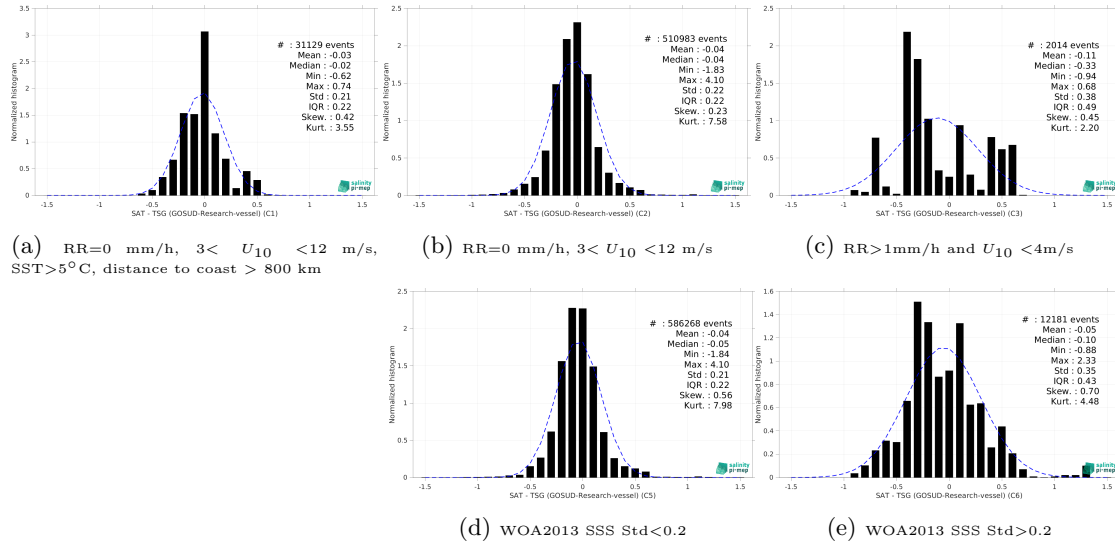 3.5
3
2.5
2
1.5
1
0.5
0
Normalized histogram
-1.5 -1 -0.5 0 0.5 1 1.5
SAT - TSG (GOSUD-Research-vessel) (C1)
# : 31129 events
Mean : -0.03
Median : -0.02
Min : -0.62
Max : 0.74
Std : 0.21
IQR : 0.22
Skew. : 0.42
Kurt. : 3.55
salinity
pi-mep
(a) RR=0 mm/h, 3< U10 <12 m/s,
SST>5°C, distance to coast > 800 km
2.5
2
1.5
1
0.5
0
Normalized histogram
-1.5 -1 -0.5 0 0.5 1 1.5
SAT - TSG (GOSUD-Research-vessel) (C2)
# : 510983 events
Mean : -0.04
Median : -0.04
Min : -1.83
Max : 4.10
Std : 0.22
IQR : 0.22
Skew. : 0.23
Kurt. : 7.58
salinity
pi-mep
(b) RR=0 mm/h, 3< U10 <12 m/s
2.5
2
1.5
1
0.5
0
Normalized histogram
-1.5 -1 -0.5 0 0.5 1 1.5
SAT - TSG (GOSUD-Research-vessel) (C3)
# : 2014 events
Mean : -0.11
Median : -0.33
Min : -0.94
Max : 0.68
Std : 0.38
IQR : 0.49
Skew. : 0.45
Kurt. : 2.20
salinity
pi-mep
(c) RR>1mm/h and U10 <4m/s
2.5
2
1.5
1
0.5
0
Normalized histogram
-1.5 -1 -0.5 0 0.5 1 1.5
SAT - TSG (GOSUD-Research-vessel) (C5)
# : 586268 events
Mean : -0.04
Median : -0.05
Min : -1.84
Max : 4.10
Std : 0.21
IQR : 0.22
Skew. : 0.56
Kurt. : 7.98
salinity
pi-mep
(d) WOA2013 SSS Std<0.2
1.6
1.4
1.2
1
0.8
0.6
0.4
0.2
0
Normalized histogram
-1.5 -1 -0.5 0 0.5 1 1.5
SAT - TSG (GOSUD-Research-vessel) (C6)
# : 12181 events
Mean : -0.05
Median : -0.10
Min : -0.88
Max : 2.33
Std : 0.35
IQR : 0.43
Skew. : 0.70
Kurt. : 4.48
salinity
pi-mep
(e) WOA2013 SSS Std>0.2